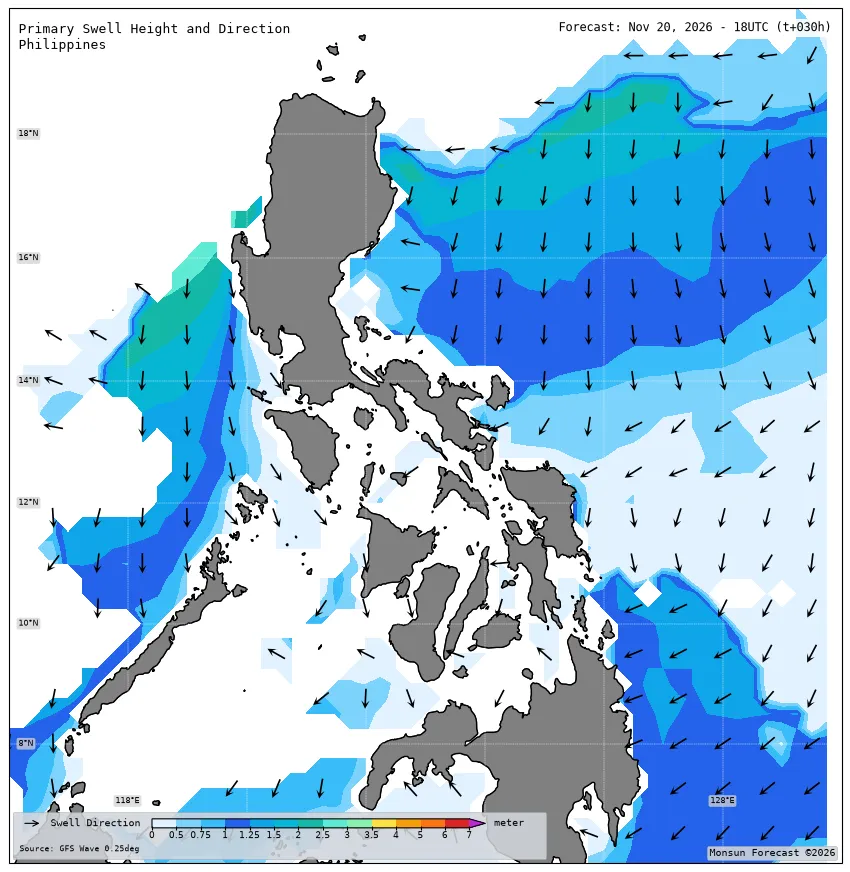 Primary Swell Height and Direction
Philippines
Forecast: Nov 20, 2026 - 18UTC (t+030h)
18°N
16°N
14°N
12°N
10°N
8°N
118°E
128°E
Swell Direction
meter
0 0.5 0.75 1 1.25 1.5 2 2.5 3 3.5 4 5 6 7
Source: GFS Wave 0.25deg
Monsun Forecast ©2026